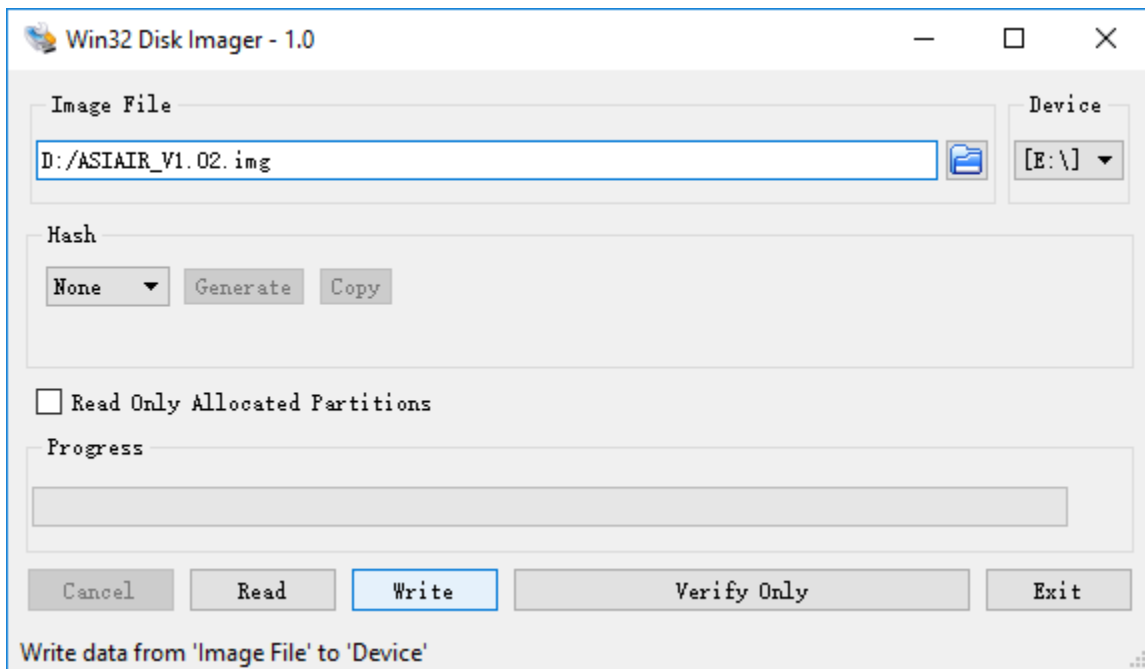 Win32 Disk Imager - 1.0
Image File
Device
D:/ASIAIR_V1.02.img
[E:\]
Hash
None
Generate
Copy
Read Only Allocated Partitions
Progress
Cancel
Read
Write
Verify Only
Exit
Write data from 'Image File' to 'Device'